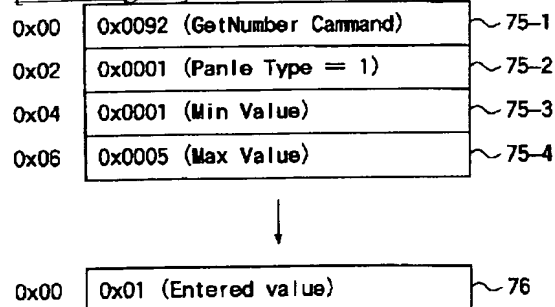 0x00 0x0092 (GetNumber Cammand) 75-1
0x02 0x0001 (Panle Type = 1) 75-2
0x04 0x0001 (Min Value) 75-3
0x06 0x0005 (Max Value) 75-4
0x00 0x01 (Entered value) 76